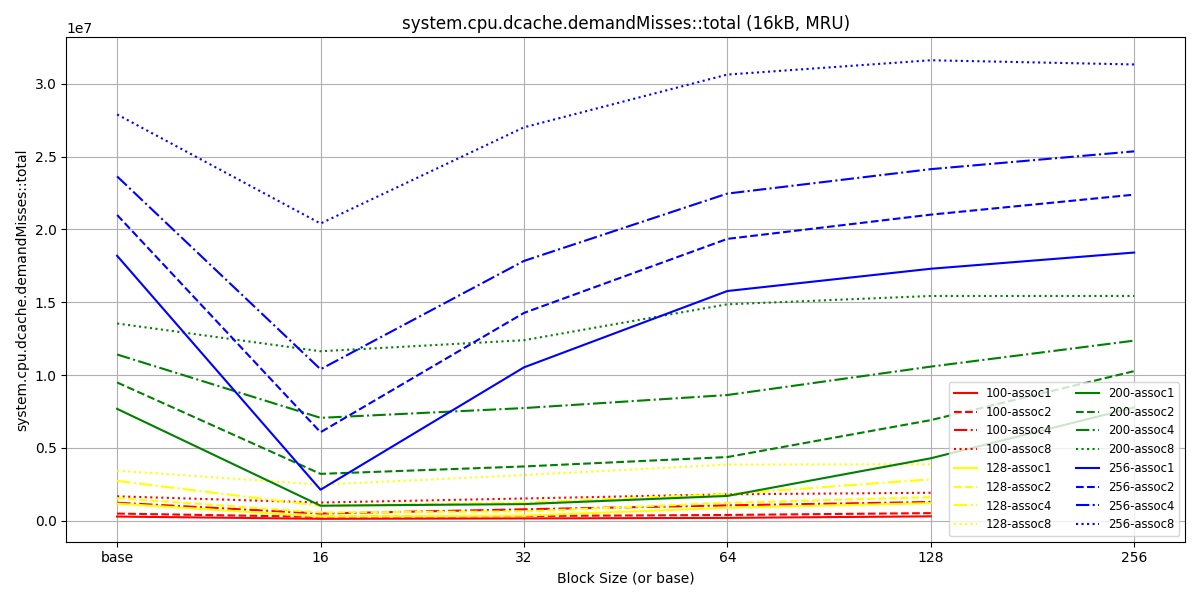 system.cpu.dcache.demandMisses::total (16kB, MRU)
1e7
3.0
2.5
2.0
1.5
1.0
0.5
0.0
system.cpu.dcache.demandMisses::total
base 16 32 64 128 256
Block Size (or base)
100-assoc1 200-assoc1
100-assoc2 200-assoc2
100-assoc4 200-assoc4
100-assoc8 200-assoc8
128-assoc1 256-assoc1
128-assoc2 256-assoc2
128-assoc4 256-assoc4
128-assoc8 256-assoc8